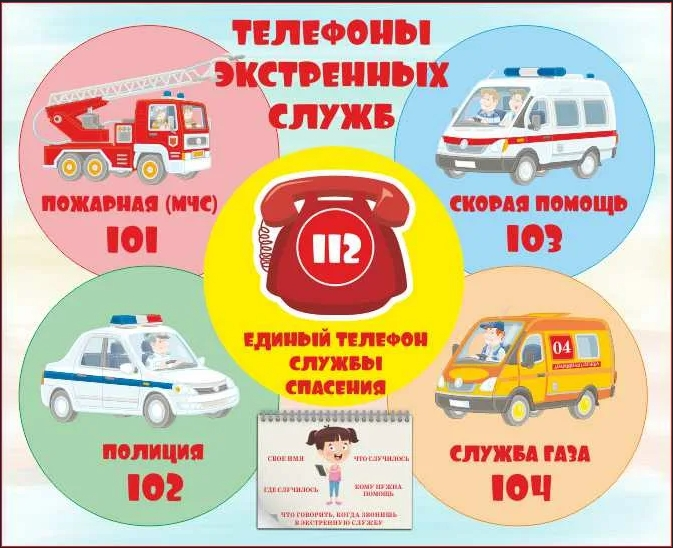 ТЕЛЕФОНЫ
ЭКСТРЕННЫХ
СЛУЖБ
ПОЖАРНАЯ (МЧС)
101
СКОРАЯ ПОМОЩЬ
103
112
ЕДИНЫЙ ТЕЛЕФОН
СЛУЖБЫ
СПАСЕНИЯ
ПОЛИЦИЯ
102
04
СЛУЖБА ГАЗА
104
СВОЕ ИМЯ
ЧТО СЛУЧИЛОСЬ
ГДЕ СЛУЧИЛОСЬ
КОМУ НУЖНА
ПОМОЩЬ
ЧТО ГОВОРИТЬ, КОГДА ЗВОНИШЬ
В ЭКСТРЕННУЮ СЛУЖБУ